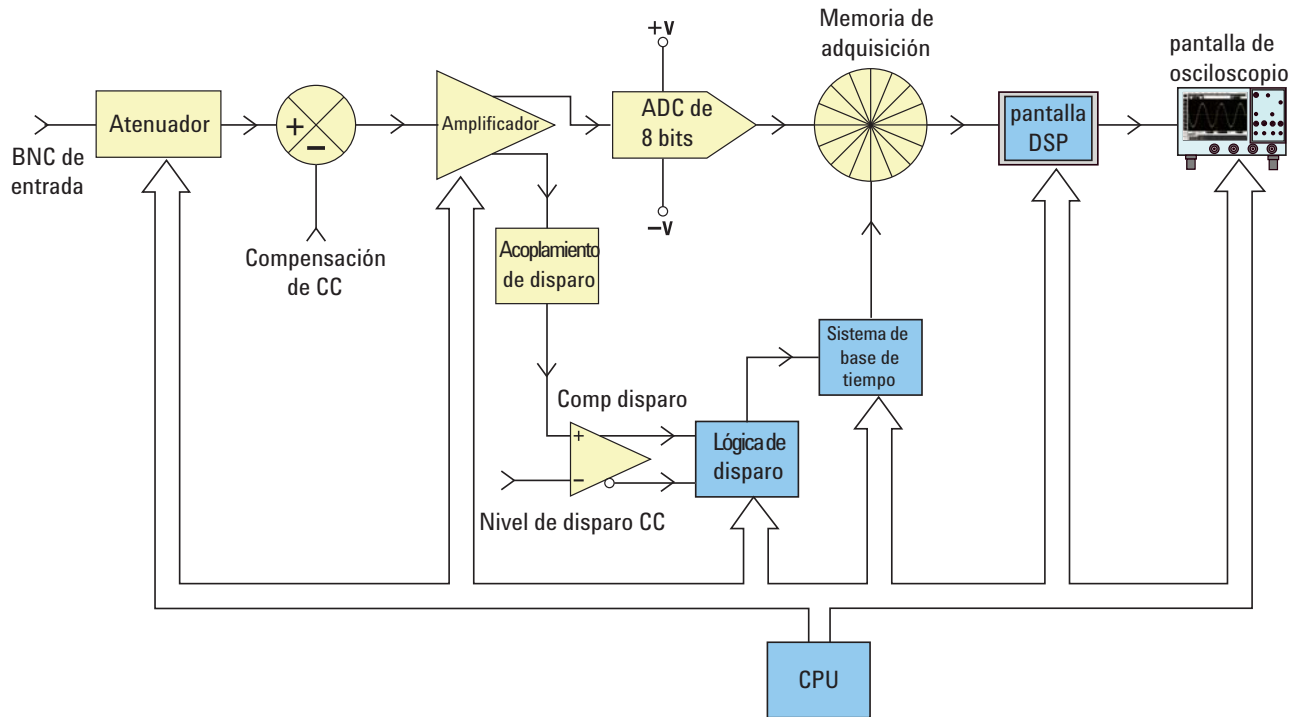 Memoria de
adquisición
+v
pantalla de
osciloscopio
Atenuador
+
−
Amplificador
ADC de
8 bits
pantalla
DSP
BNC de
entrada
−v
Compensación
de CC
Acoplamiento
de disparo
Sistema de
base de
tiempo
Comp disparo
+
−
Lógica de
disparo
Nivel de disparo CC
CPU